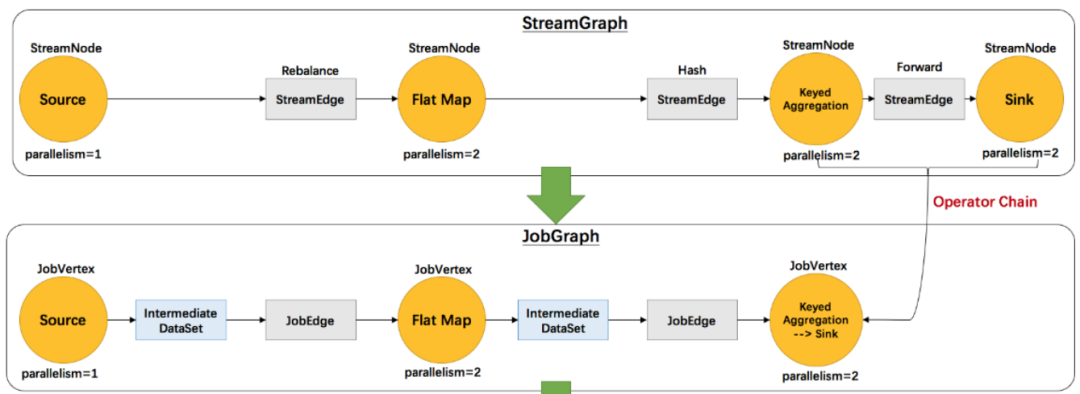 StreamGraph
StreamNode
StreamNode
StreamNode
StreamNode
Rebalance
Hash
Forward
Source
StreamEdge
Flat Map
StreamEdge
Keyed
Aggregation
StreamEdge
Sink
parallelism=1
parallelism=2
parallelism=2
parallelism=2
Operator Chain
JobGraph
JobVertex
JobVertex
JobVertex
Source
Intermediate
DataSet
JobEdge
Flat Map
Intermediate
DataSet
JobEdge
Keyed
Aggregation
--> Sink
parallelism=1
parallelism=2
parallelism=2